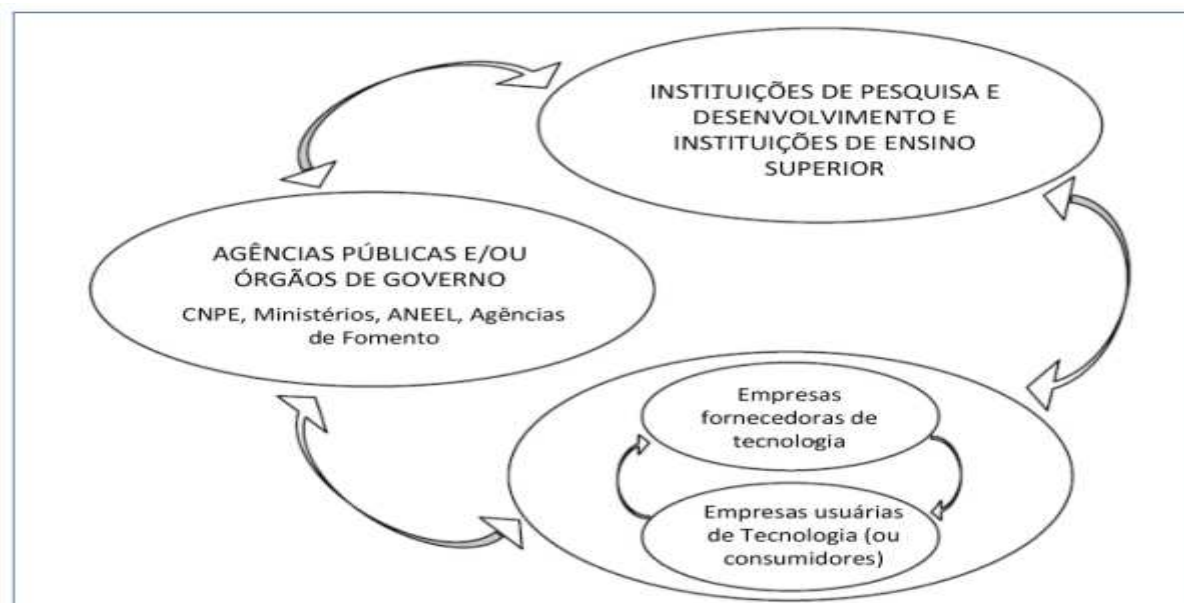 INSTITUIÇÕES DE PESQUISA E
DESENVOLVIMENTO E
INSTITUIÇÕES DE ENSINO
SUPERIOR
AGÊNCIAS PÚBLICAS E/OU
ÓRGÃOS DE GOVERNO
CNPE, Ministérios, ANEEL, Agências
de Fomento
Empresas
fornecedoras de
tecnologia
Empresas usuárias
de Tecnologia (ou
consumidores)